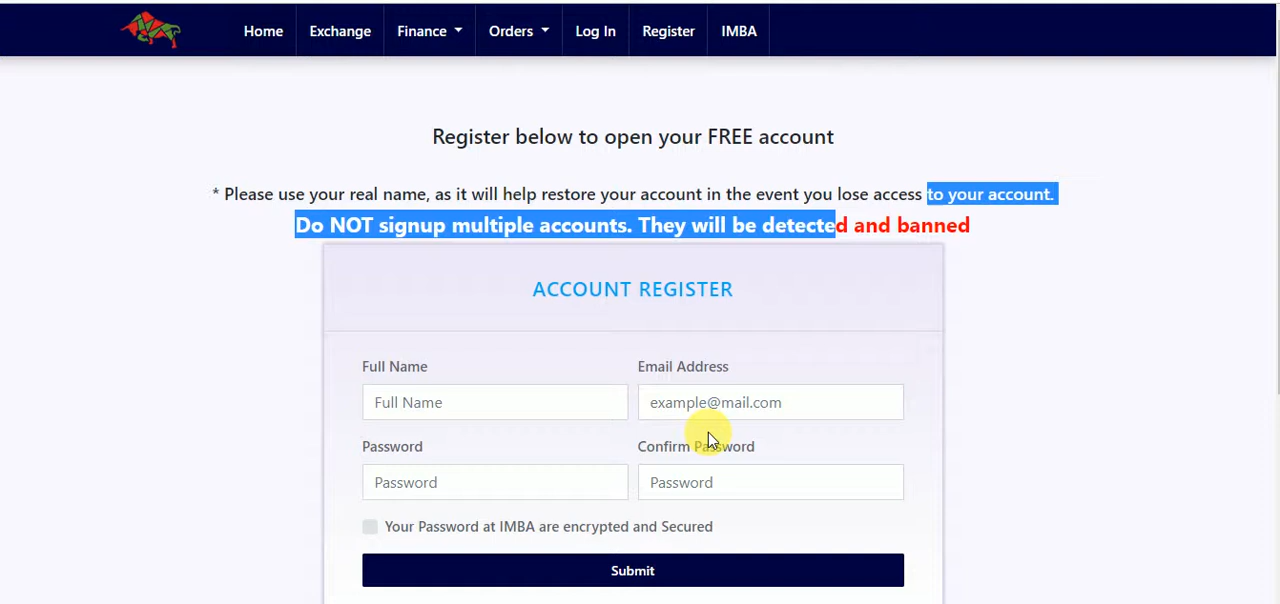 Home Exchange Finance Orders Log In Register IMBA
Register below to open your FREE account
* Please use your real name, as it will help restore your account in the event you lose access to your account.
Do NOT signup multiple accounts. They will be detected and banned
ACCOUNT REGISTER
Full Name Email Address
Full Name example@mail.com
Password Confirm Password
Password Password
Your Password at IMBA are encrypted and Secured
Submit